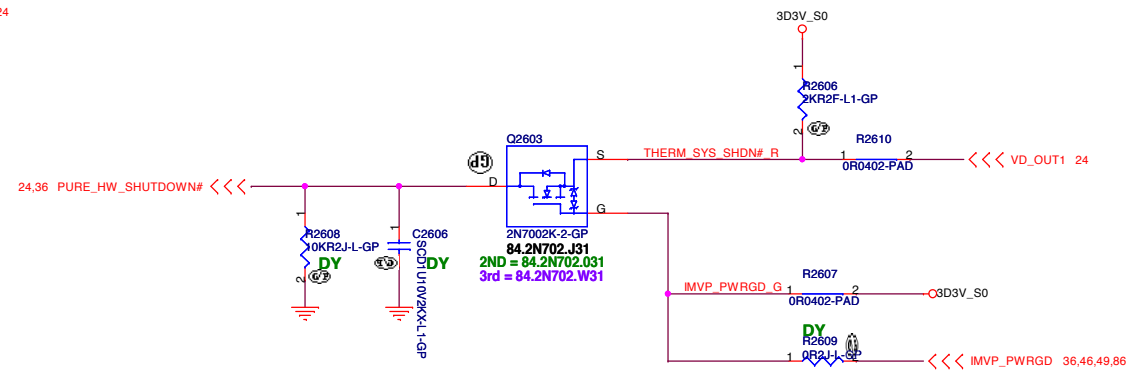 24
3D3V_S0
1
R2606
2KR2F-L1-GP
2
G/P
Q2603
GP
S
THERM_SYS_SHDN#_R
R2610
1
2
0R0402-PAD
VD_OUT1 24
24,36 PURE_HW_SHUTDOWN#
D
G
1
R2608
10KR2J-L-GP
DY
2
G/P
1
C2606
SCD1U10V2KX-L1-GP
DY
2N7002K-2-GP
84.2N702.J31
2ND = 84.2N702.031
3rd = 84.2N702.W31
IMVP_PWRGD_G
R2607
1
2
0R0402-PAD
3D3V_S0
DY
R2609
1
0R2J-L-GP
IMVP_PWRGD 36,46,49,86